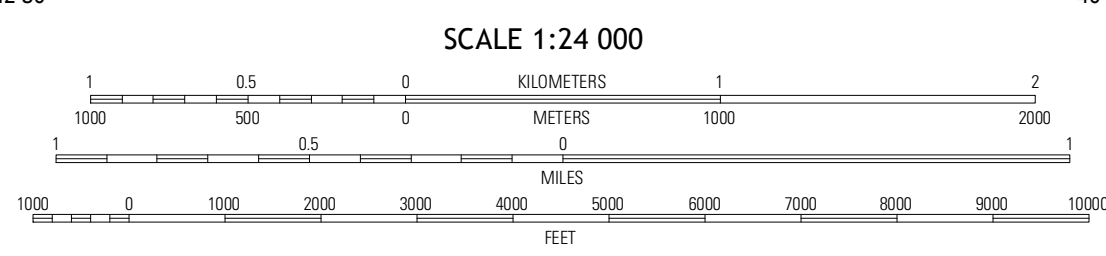 SCALE 1:24 000
1 0.5 0 KILOMETERS 1 2
1000 500 0 METERS 1000 2000
1 0.5 0 1
MILES
1000 0 1000 2000 3000 4000 5000 6000 7000 8000 9000 10000
FEET